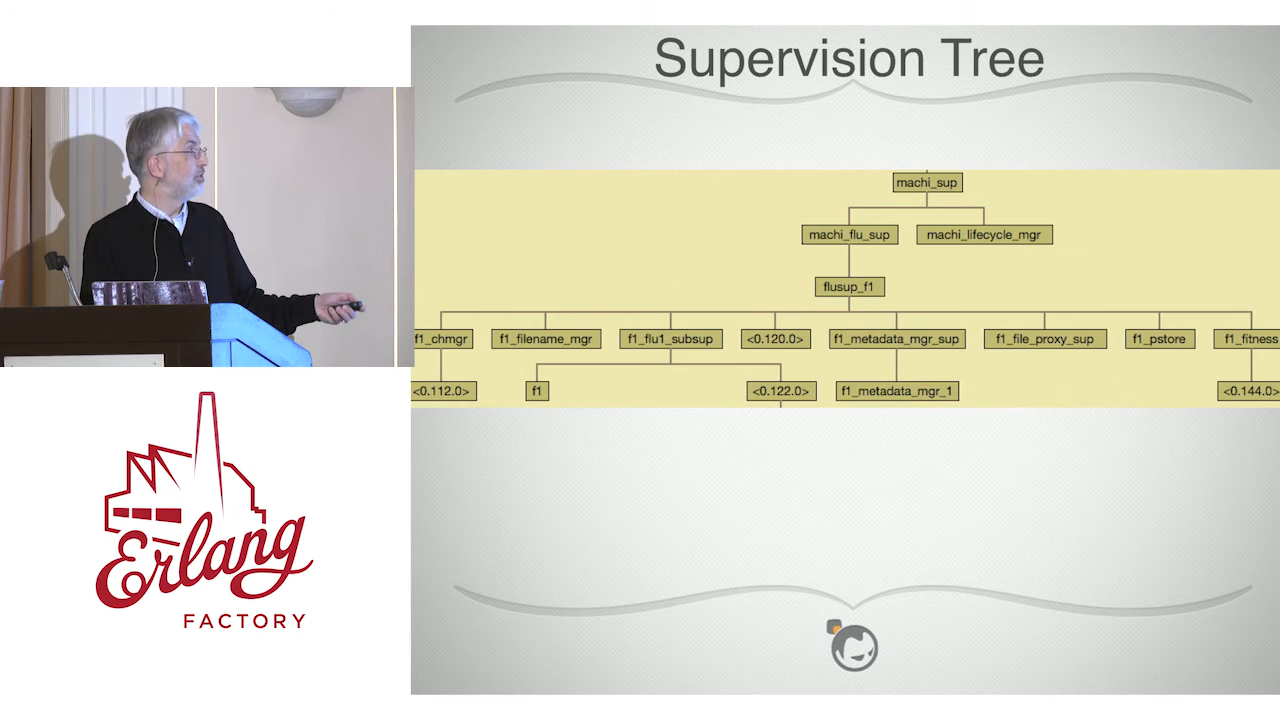 Supervision Tree
machi_sup
machi_flu_sup machi_lifecycle_mgr
flusup_f1
f1_chmgr f1_filename_mgr f1_flu1_subsup <0.120.0> f1_metadata_mgr_sup f1_file_proxy_sup f1_pstore f1_fitness
<0.112.0> f1 <0.122.0> f1_metadata_mgr_1 <0.144.0>
Erlang
FACTORY